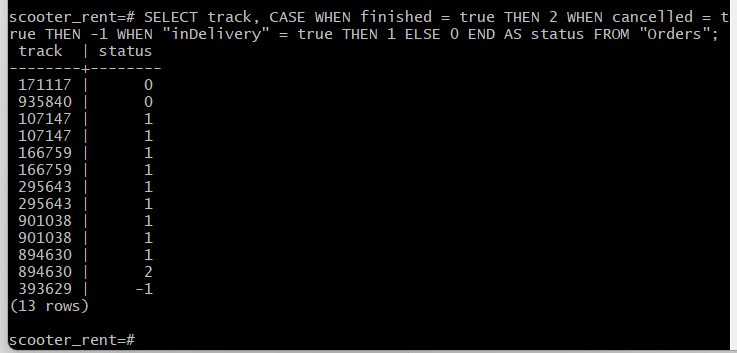 scooter_rent=# SELECT track, CASE WHEN finished = true THEN 2 WHEN cancelled = t
rue THEN -1 WHEN "inDelivery" = true THEN 1 ELSE 0 END AS status FROM "Orders";
 track  | status
--------+--------
 171117 |      0
 935840 |      0
 107147 |      1
 107147 |      1
 166759 |      1
 166759 |      1
 295643 |      1
 295643 |      1
 901038 |      1
 901038 |      1
 894630 |      1
 894630 |      2
 393629 |     -1
(13 rows)

scooter_rent=#